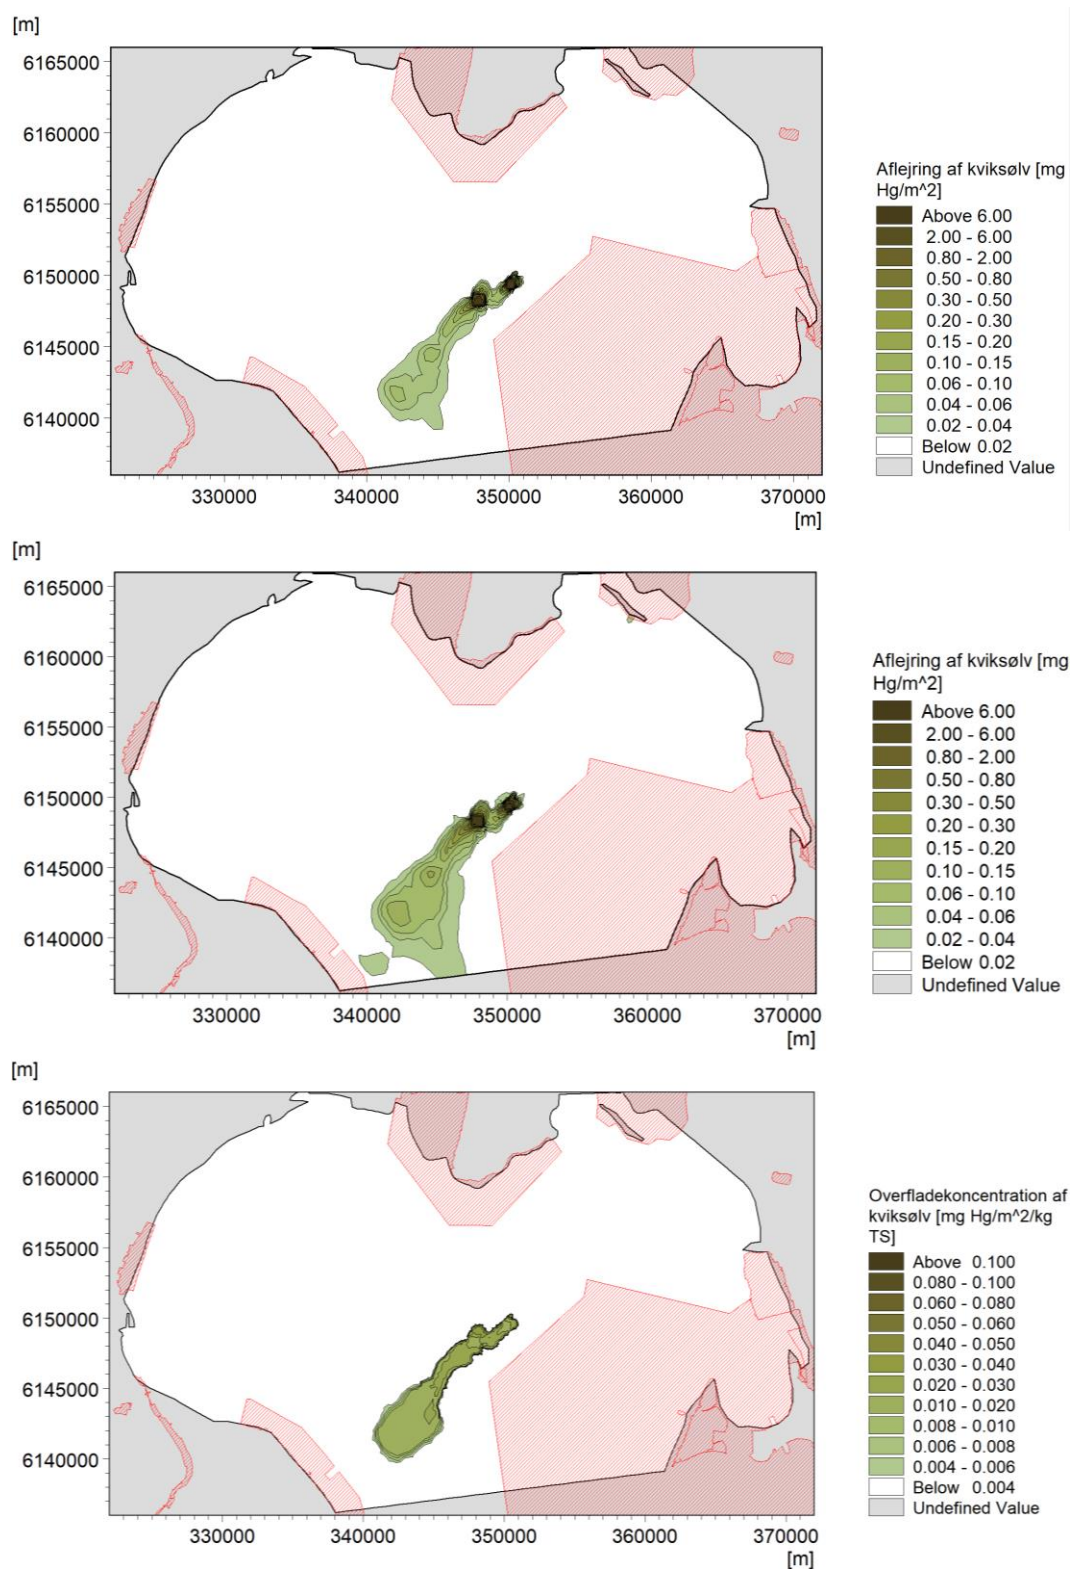 [m]
6165000
6160000
6155000
6150000
6145000
6140000
330000 340000 350000 360000 370000
[m]
Aflejring af kviksølv [mg
Hg/m^2]
Above 6.00
2.00 - 6.00
0.80 - 2.00
0.50 - 0.80
0.30 - 0.50
0.20 - 0.30
0.15 - 0.20
0.10 - 0.15
0.06 - 0.10
0.04 - 0.06
0.02 - 0.04
Below 0.02
Undefined Value
[m]
6165000
6160000
6155000
6150000
6145000
6140000
330000 340000 350000 360000 370000
[m]
Aflejring af kviksølv [mg
Hg/m^2]
Above 6.00
2.00 - 6.00
0.80 - 2.00
0.50 - 0.80
0.30 - 0.50
0.20 - 0.30
0.15 - 0.20
0.10 - 0.15
0.06 - 0.10
0.04 - 0.06
0.02 - 0.04
Below 0.02
Undefined Value
[m]
6165000
6160000
6155000
6150000
6145000
6140000
330000 340000 350000 360000 370000
[m]
Overfladekoncentration af
kviksølv [mg Hg/m^2/kg
TS]
Above 0.100
0.080 - 0.100
0.060 - 0.080
0.050 - 0.060
0.040 - 0.050
0.030 - 0.040
0.020 - 0.030
0.010 - 0.020
0.008 - 0.010
0.006 - 0.008
0.004 - 0.006
Below 0.004
Undefined Value